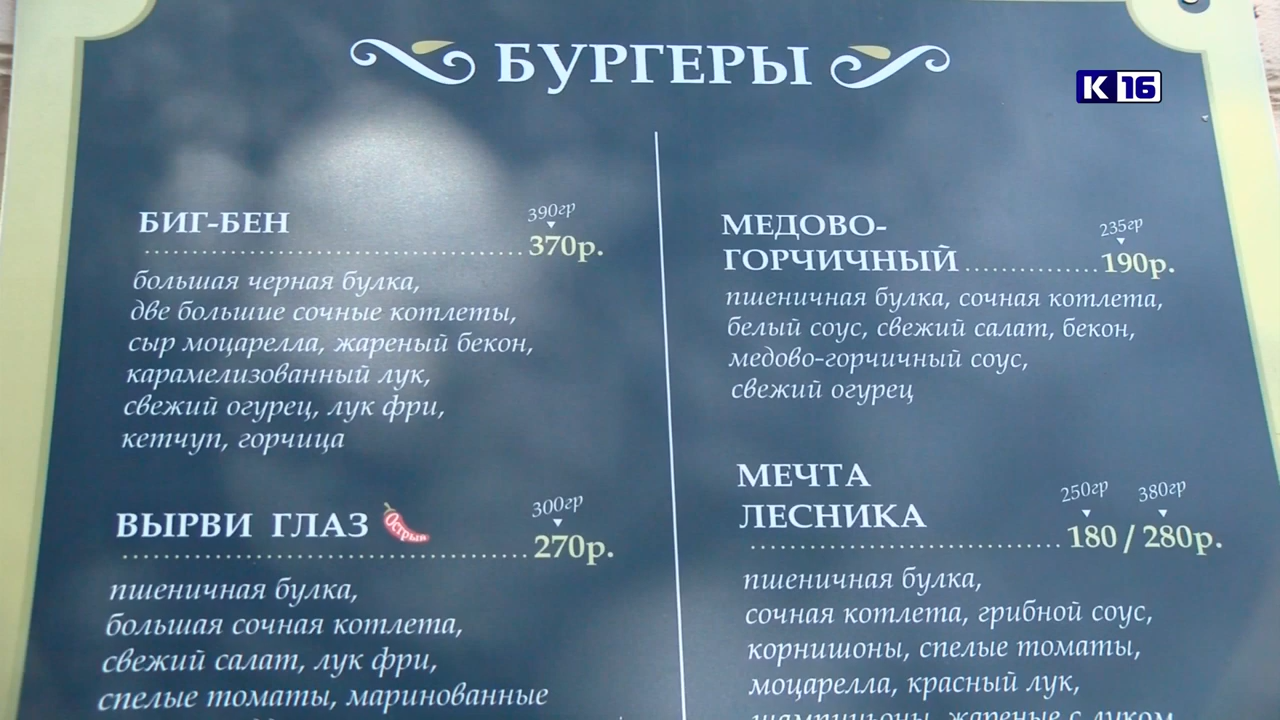 БУРГЕРЫ
К 16
БИГ-БЕН
390гр
370р.
большая черная булка,
две большие сочные котлеты,
сыр моцарелла, жареный бекон,
карамелизованный лук,
свежий огурец, лук фри,
кетчуп, горчица
ВЫРВИ ГЛАЗ
Острый
300гр
270р.
пшеничная булка,
большая сочная котлета,
свежий салат, лук фри,
спелые томаты, маринованные
МЕДОВО-
ГОРЧИЧНЫЙ
235гр
190р.
пшеничная булка, сочная котлета,
белый соус, свежий салат, бекон,
медово-горчичный соус,
свежий огурец
МЕЧТА
ЛЕСНИКА
250гр 380гр
180 / 280р.
пшеничная булка,
сочная котлета, грибной соус,
корнишоны, спелые томаты,
моцарелла, красный лук,
шампиньоны, жареные с луком